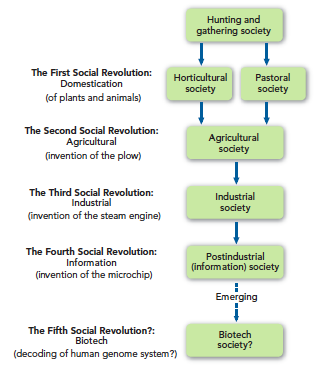 Hunting and
gathering society
The First Social Revolution:
Domestication
(of plants and animals)
Horticultural
society
Pastoral
society
The Second Social Revolution:
Agricultural
(invention of the plow)
Agricultural
society
The Third Social Revolution:
Industrial
(invention of the steam engine)
Industrial
society
The Fourth Social Revolution:
Information
(invention of the microchip)
Postindustrial
(information) society
Emerging
The Fifth Social Revolution?:
Biotech
(decoding of human genome system?)
Biotech
society?